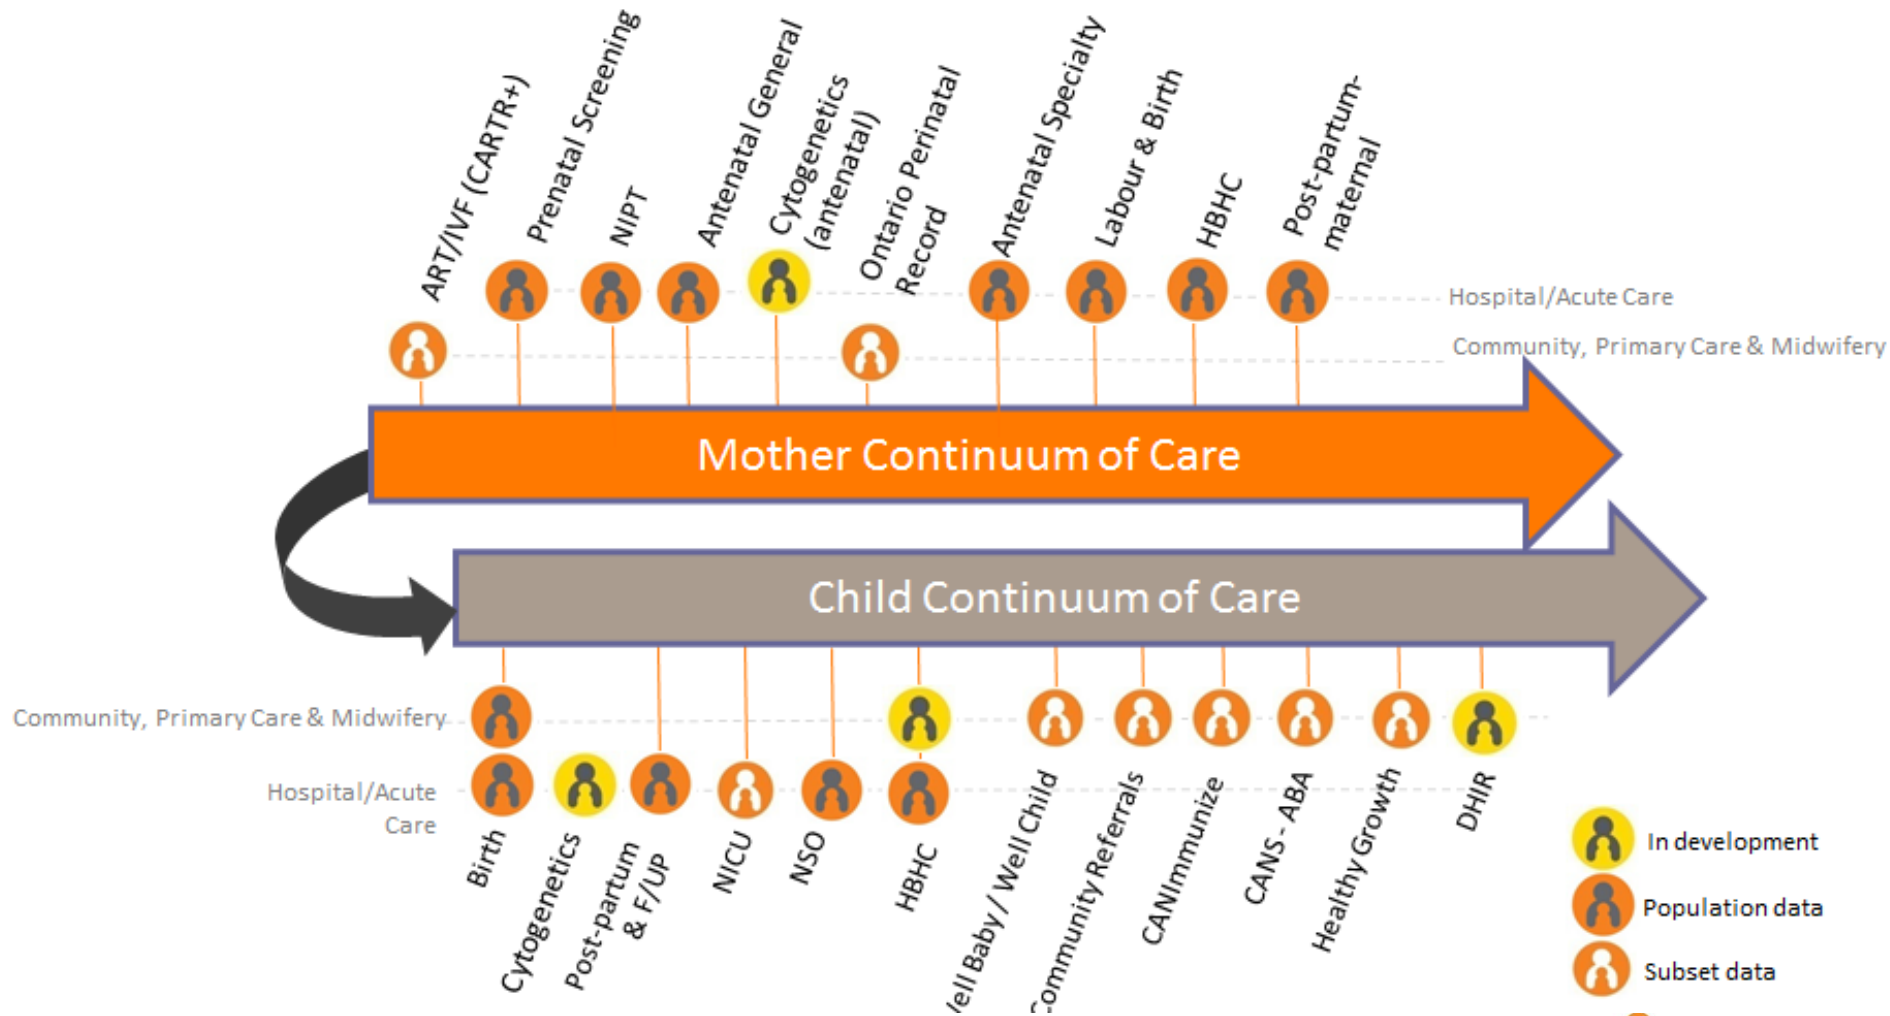 ART/IVF (CARTR+)
Prenatal Screening
NIPT
Antenatal General
Cytogenetics
(antenatal)
Ontario Perinatal
Record
Antenatal Specialty
Labour & Birth
HBHC
Post-partum-
maternal
Hospital/Acute Care
Community, Primary Care & Midwifery
Mother Continuum of Care
Child Continuum of Care
Community, Primary Care & Midwifery
Hospital/Acute
Care
Birth
Cytogenetics
Post-partum
& F/UP
NICU
NSO
HBHC
Baby / Well Child
Community Referrals
CANImmunize
CANS - ABA
Healthy Growth
DHIR
In development
Population data
Subset data